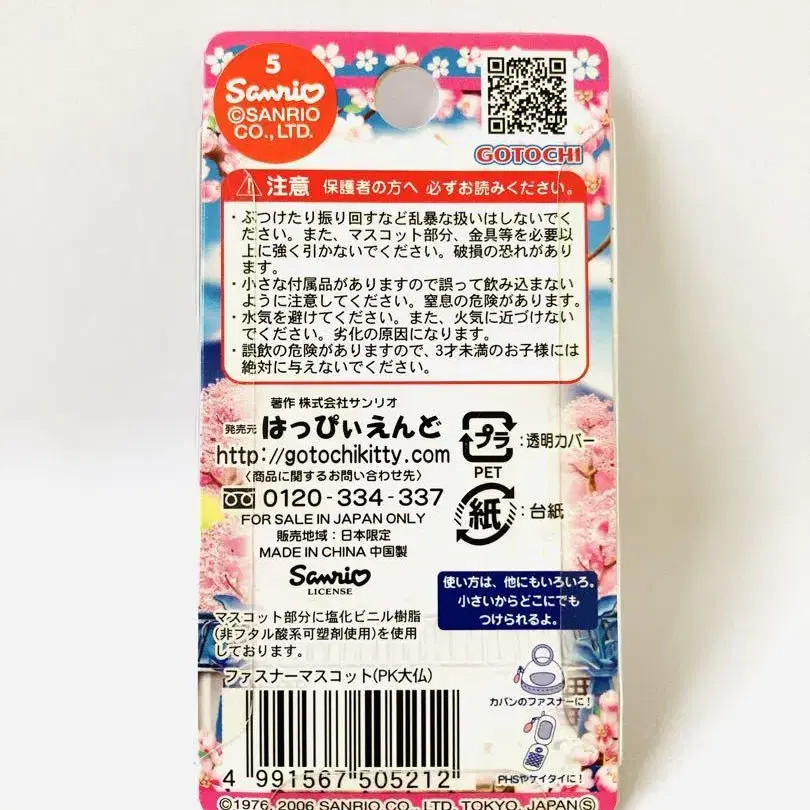 5
Sanrio
©SANRIO
CO., LTD.
GOTOCHI
注意 保護者の方へ 必ずお読みください。
・ぶつけたり振り回すなど乱暴な扱いはしないでく
ださい。また、マスコット部分、金具等を必要以
上に強く引かないでください。破損の恐れがあり
ます。
・小さな付属品がありますので誤って飲み込まない
ように注意してください。窒息の危険があります。
・水気を避けてください。また、火気に近づけない
でください。劣化の原因になります。
・誤飲の危険がありますので、3才未満のお子様には
絶対に与えないでください。
著作 株式会社サンリオ
発売元 はっぴぃえんど
http://gotochikitty.com
〈商品に関するお問い合わせ先〉
0120-334-337
FOR SALE IN JAPAN ONLY
販売地域：日本限定
MADE IN CHINA 中国製
Sanrio
LICENSE
プラ：透明カバー
PET
紙：台紙
マスコット部分に塩化ビニル樹脂
(非フタル酸系可塑剤使用)を使用
しております。
ファスナーマスコット(PK大仏)
使い方は、他にもいろいろ。
小さいからどこにでも
つけられるよ。
カバンのファスナーに！
PHSやケイタイに！
4 991567 505212
©1976, 2006 SANRIO CO., LTD. TOKYO, JAPAN Ⓢ